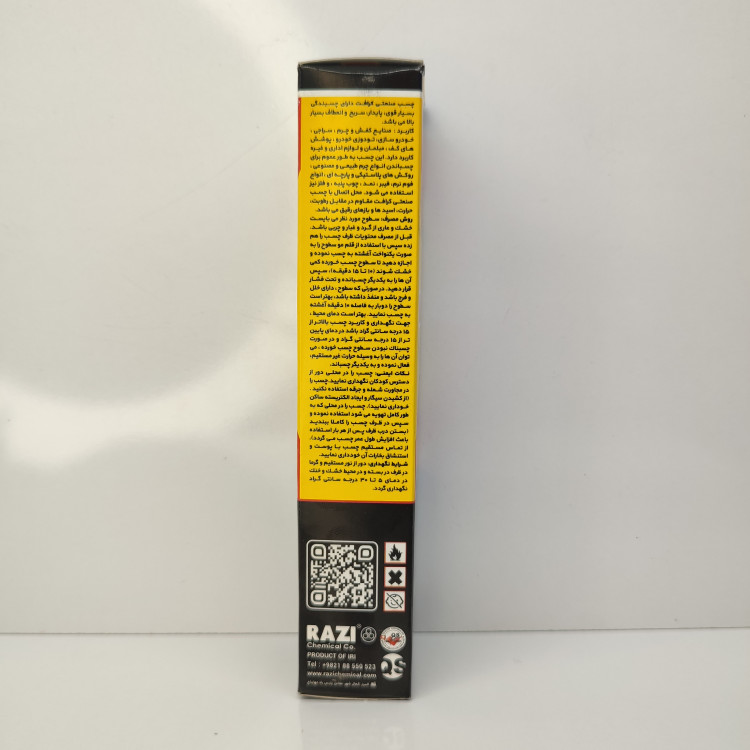 چسب صنعتی کرافت دارای چسبندگی
بسیار قوی، پایدار، سریع و انعطاف بسیار
بالا می باشد.
کاربرد : صنایع کفش و چرم ، سراجی ،
خودرو سازی، تودوزی خودرو ، پوشش
های کف ، مبلمان و لوازم اداری و غیره
کاربرد دارد. این چسب به طور عموم برای
چسباندن انواع چرم طبیعی و مصنوعی ،
روکش های پلاستیکی و پارچه ای ، انواع
فوم نرم، فیبر ، نمد ، چوب پنبه ، و فلز نیز
استفاده می شود. محل اتصال با چسب
صنعتی کرافت مقاوم در مقابل رطوبت،
حرارت، اسید ها و بازهای رقیق می باشد.
روش مصرف: سطوح مورد نظر می بایست
خشک و عاری از گرد و غبار و چربی باشد.
قبل از مصرف محتویات ظرف چسب را هم
زده سپس با استفاده از قلم مو سطوح را به
صورت یکنواخت آغشته به چسب نموده و
اجازه دهید تا سطوح چسب خورده کمی
خشک شوند (۱۰ تا ۱۵ دقیقه)، سپس
آن ها را به یکدیگر چسبانده و تحت فشار
قرار دهید. در صورتی که سطوح ، دارای خلل
و فرج باشد و منفذ داشته باشد، بهتر است
سطوح را دوبار به فاصله ۱۰ دقیقه آغشته
به چسب نمایید. بهتر است دمای محیط ،
جهت نگهداری و کاربرد چسب بالاتر از
۱۵ درجه سانتی گراد باشد در دمای پایین
تر از ۱۵ درجه سانتی گراد و در صورت
چسبناک نبودن سطوح چسب خورده ، می
توان آن ها را به وسیله حرارت غیر مستقیم،
فعال نموده و به یکدیگر چسباند.
نکات ایمنی: چسب را در محلی دور از
دسترس کودکان نگهداری نمایید. چسب را
در مجاورت شعله و جرقه استفاده نکنید .
(از کشیدن سیگار و ایجاد الکتریسته ساکن
خودداری نمایید). چسب را در محلی که به
طور کامل تهویه می شود استفاده نموده و
سپس در ظرف چسب را کاملا ببندید
(بستن درب ظرف پس از هر بار استفاده
باعث افزایش طول عمر چسب می گردد).
از تماس مستقیم چسب با پوست و
استنشاق بخارات آن خودداری نمایید.
شرایط نگهداری: دور از نور مستقیم و گرما
در ظرف در بسته و در محیط خشک و خنک
در دمای ۵ تا ۳۰ درجه سانتی گراد
نگهداری گردد.
RAZI®
Chemical Co.
PRODUCT OF IRI
Tel : +9821 88 550 523
www.razichemical.com
QS